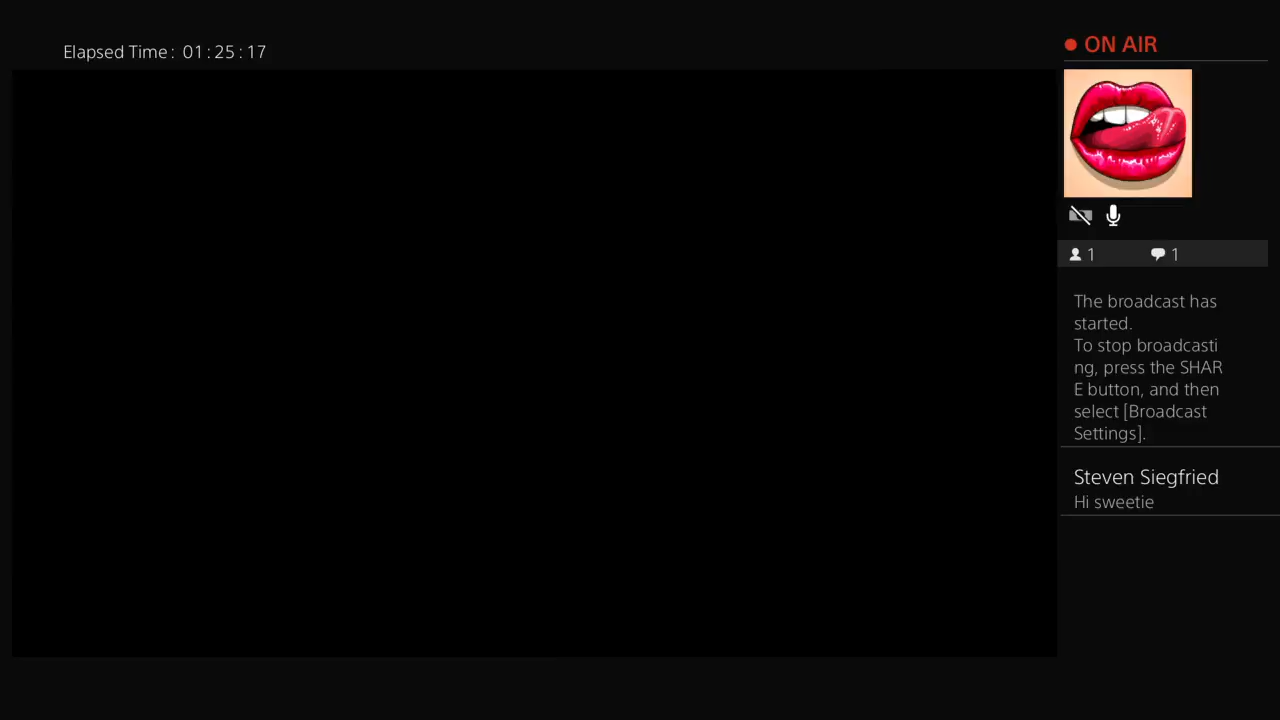 Elapsed Time: 01:25:17
ON AIR
1 1
The broadcast has
started.
To stop broadcasti
ng, press the SHAR
E button, and then
select [Broadcast
Settings].
Steven Siegfried
Hi sweetie